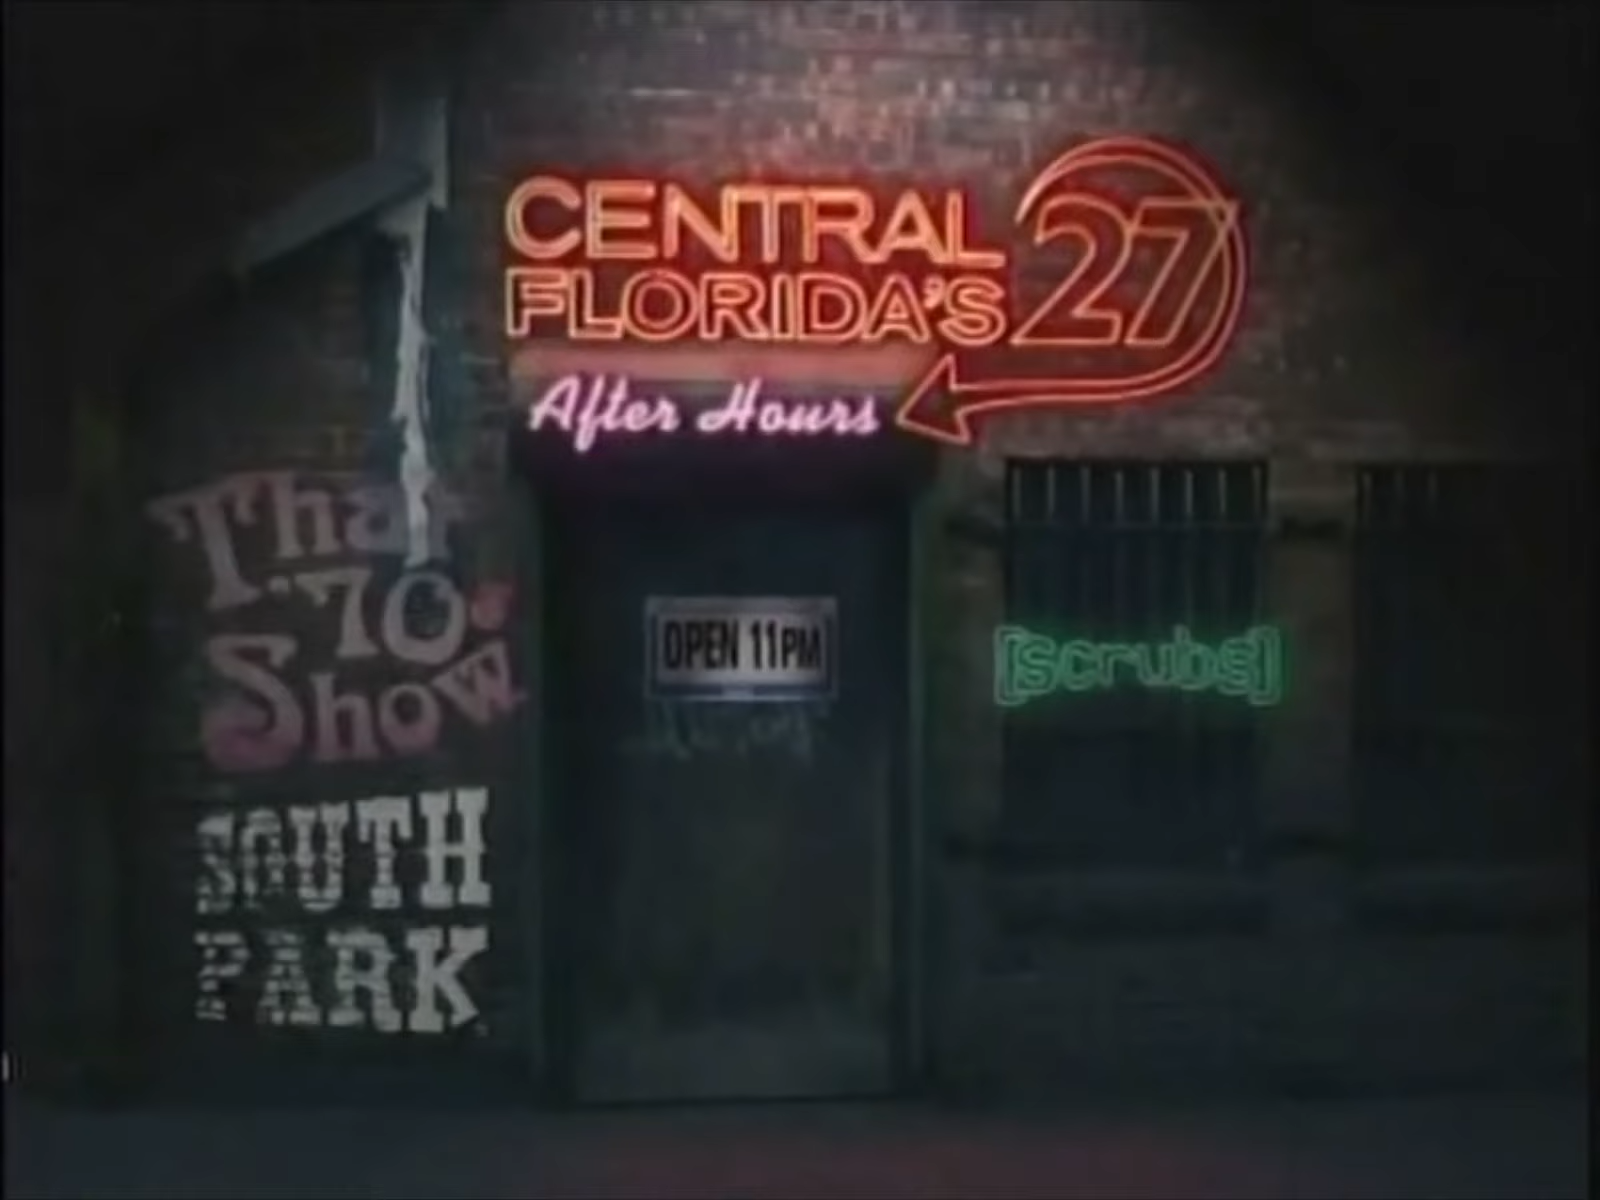 CENTRAL
FLORIDA'S 27
After Hours
That
'70s
Show
OPEN 11PM
[scrubs]
SOUTH
PARK